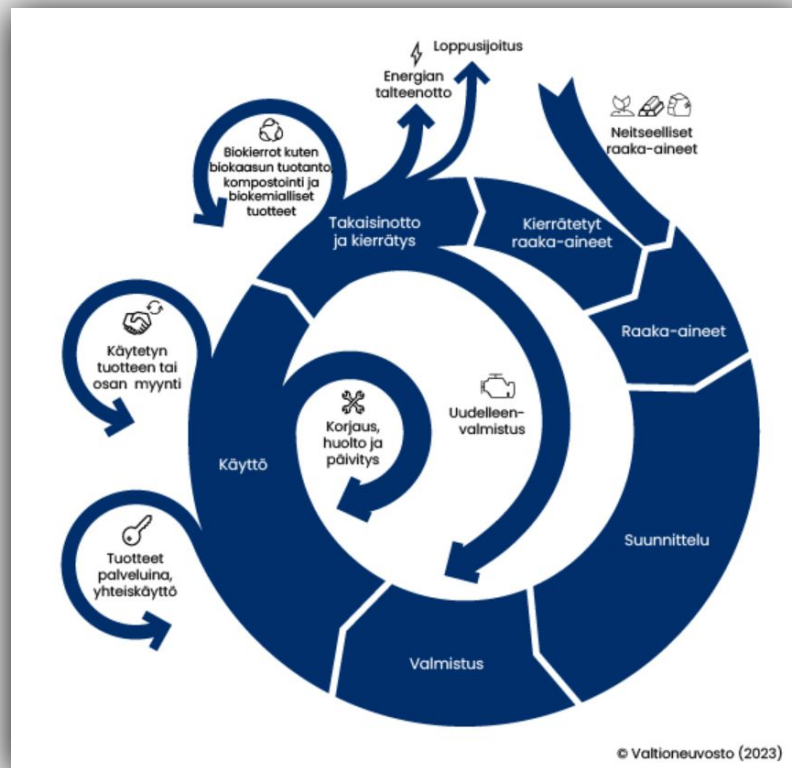 Loppusijoitus
Energian
talteenotto
Neitseelliset
raaka-aineet
Biokierrot kuten
biokaasun tuotanto,
kompostointi ja
biokemialliset
tuotteet
Takaisinotto
ja kierrätys
Kierrätetyt
raaka-aineet
Raaka-aineet
Käytetyn
tuotteen tai
osan myynti
Korjaus,
huolto ja
päivitys
Uudelleen-
valmistus
Käyttö
Suunnittelu
Tuotteet
palveluina,
yhteiskäyttö
Valmistus
© Valtioneuvosto (2023)